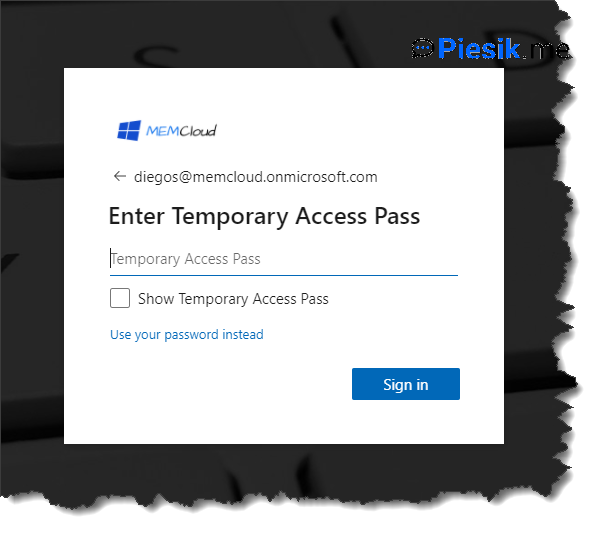 Piesik.me
MEMCloud
diegos@memcloud.onmicrosoft.com
Enter Temporary Access Pass
Temporary Access Pass
Show Temporary Access Pass
Use your password instead
Sign in